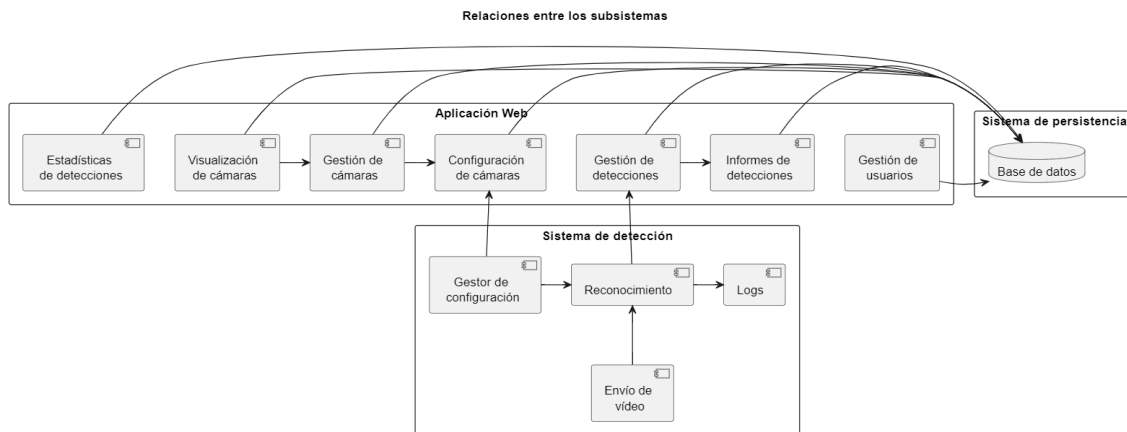 Relaciones entre los subsistemas
Aplicación Web
Sistema de persistencia
Estadísticas
de detecciones
Visualización
de cámaras
Gestión de
cámaras
Configuración
de cámaras
Gestión de
detecciones
Informes de
detecciones
Gestión de
usuarios
Base de datos
Sistema de detección
Gestor de
configuración
Reconocimiento
Logs
Envío de
vídeo